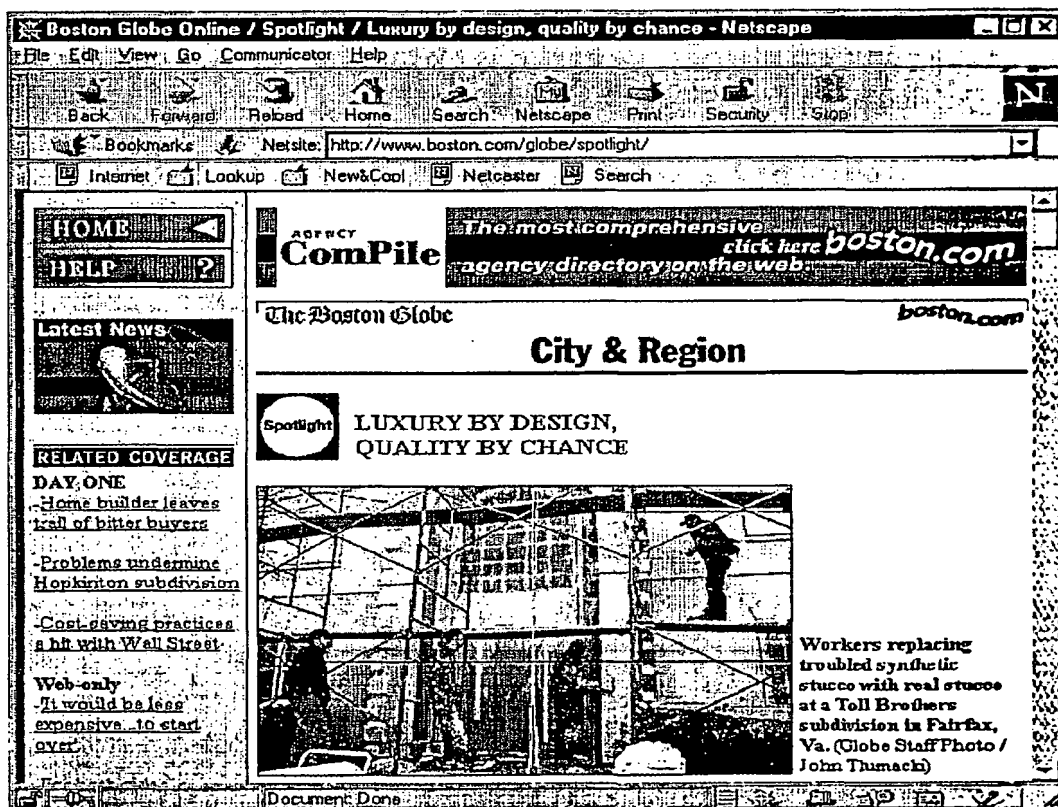 Boston Globe Online / Spotlight / Luxury by design, quality by chance - Netscape
File Edit View Go Communicator Help
Back Forward Reload Home Search Netscape Print Security Stop
Bookmarks Netsite: http://www.boston.com/globe/spotlight/
Internet Lookup New&Cool Netcaster Search
HOME
HELP ?
Latest News
RELATED COVERAGE
DAY ONE
-Home builder leaves
trail of bitter buyers
-Problems undermine
Hopkinton subdivision
-Cost-saving practices
a hit with Wall Street
Web-only
-'It would be less
expensive...to start
over'
AGENCY
ComPile
The most comprehensive
click here boston.com
agency directory on the web.
The Boston Globe
boston.com
City & Region
Spotlight
LUXURY BY DESIGN,
QUALITY BY CHANCE
Workers replacing
troubled synthetic
stucco with real stucco
at a Toll Brothers
subdivision in Fairfax,
Va. (Globe Staff Photo /
John Tlumacki)
Document: Done